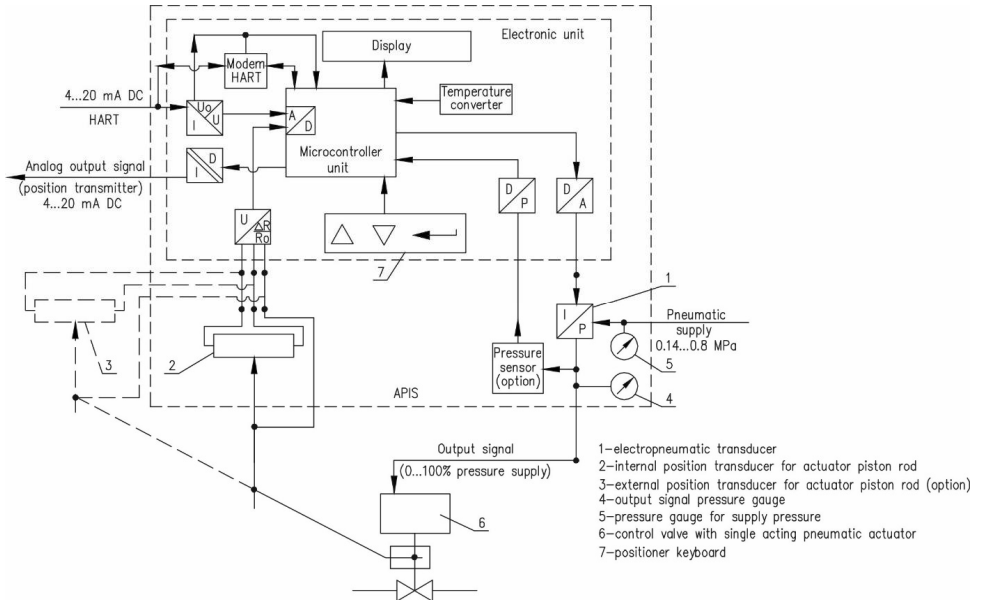 Electronic unit
Display
Modem
HART
4...20 mA DC
HART
Uo
U
I
A
D
Temperature
converter
Microcontroller
unit
Analog output signal
(position transmitter)
4...20 mA DC
D
I
D
P
D
A
U
ΔR
Ro
7
1
I
P
Pneumatic
supply
0.14...0.8 MPa
3
2
Pressure
sensor
(option)
5
4
APIS
Output signal
(0...100% pressure supply)
6
1-electropneumatic transducer
2-internal position transducer for actuator piston rod
3-external position transducer for actuator piston rod (option)
4-output signal pressure gauge
5-pressure gauge for supply pressure
6-control valve with single acting pneumatic actuator
7-positioner keyboard